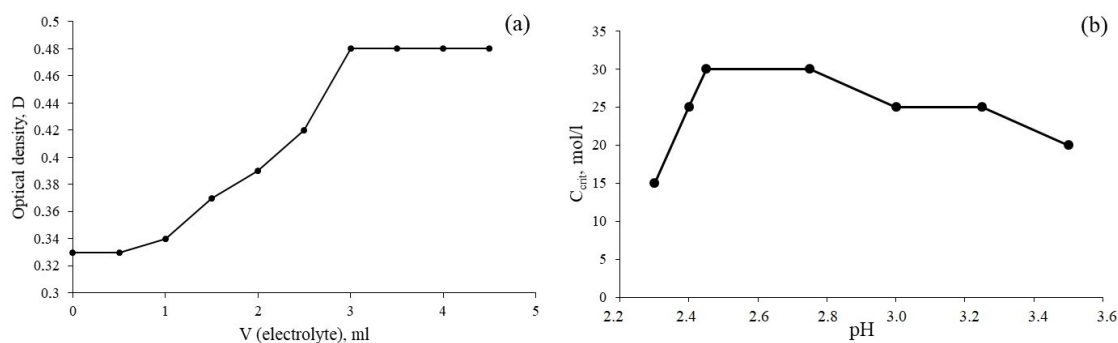 (a)
Optical density, D
0.5
0.48
0.46
0.44
0.42
0.4
0.38
0.36
0.34
0.32
0.3
0 1 2 3 4 5
V (electrolyte), ml
(b)
Ccrit, mol/l
35
30
25
20
15
10
5
0
2.2 2.4 2.6 2.8 3.0 3.2 3.4 3.6
pH